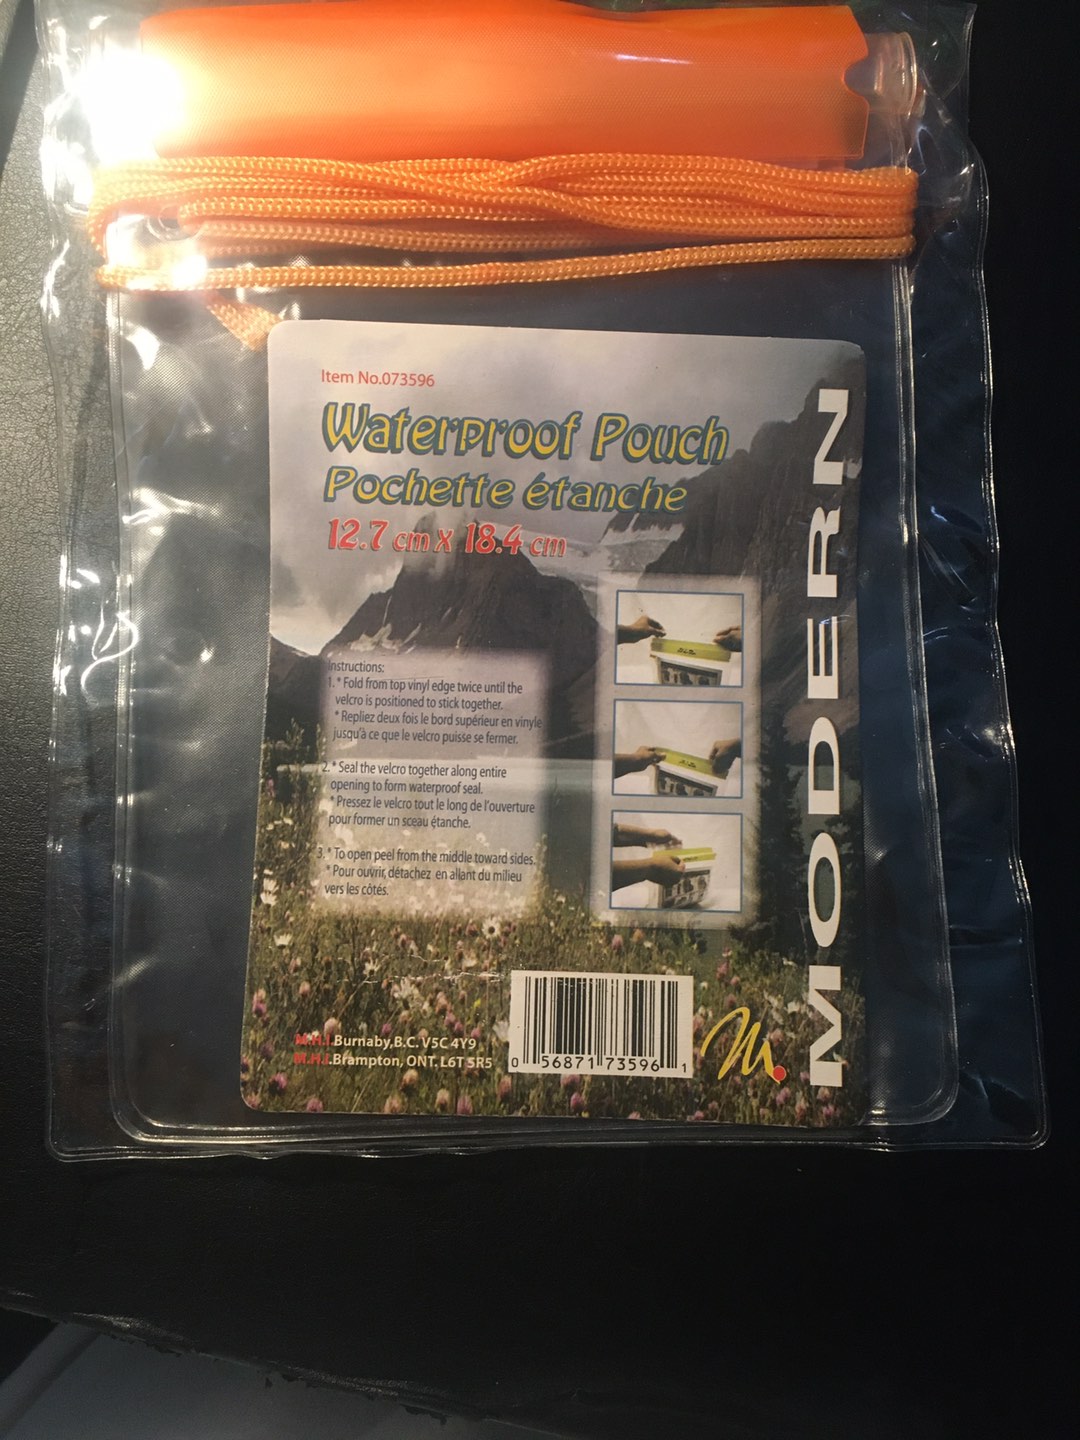 Item No.073596
Waterproof Pouch
Pochette étanche
12.7 cm x 18.4 cm
MODERN
Instructions:
1. * Fold from top vinyl edge twice until the
velcro is positioned to stick together.
* Repliez deux fois le bord supérieur en vinyle
jusqu'à ce que le velcro puisse se fermer.
2. * Seal the velcro together along entire
opening to form waterproof seal.
* Pressez le velcro tout le long de l'ouverture
pour former un sceau étanche.
3. * To open peel from the middle toward sides.
* Pour ouvrir, détachez en allant du milieu
vers les côtés.
M.H.I.Burnaby,B.C. V5C 4Y9
M.H.I.Brampton, ONT. L6T 5R5
0 56871 73596 1
M.